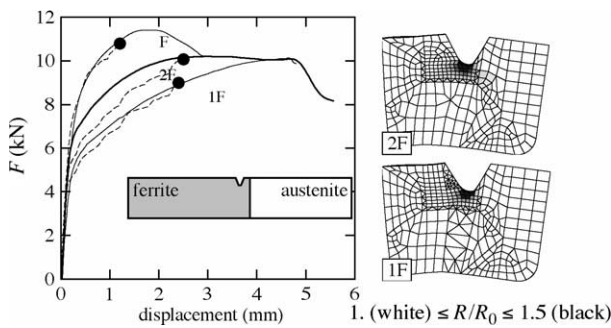 12
10
8
6
4
2
0
F (kN)
F
2F
1F
ferrite
austenite
0 1 2 3 4 5 6
displacement (mm)
2F
1F
1. (white) ≤ R/R₀ ≤ 1.5 (black)